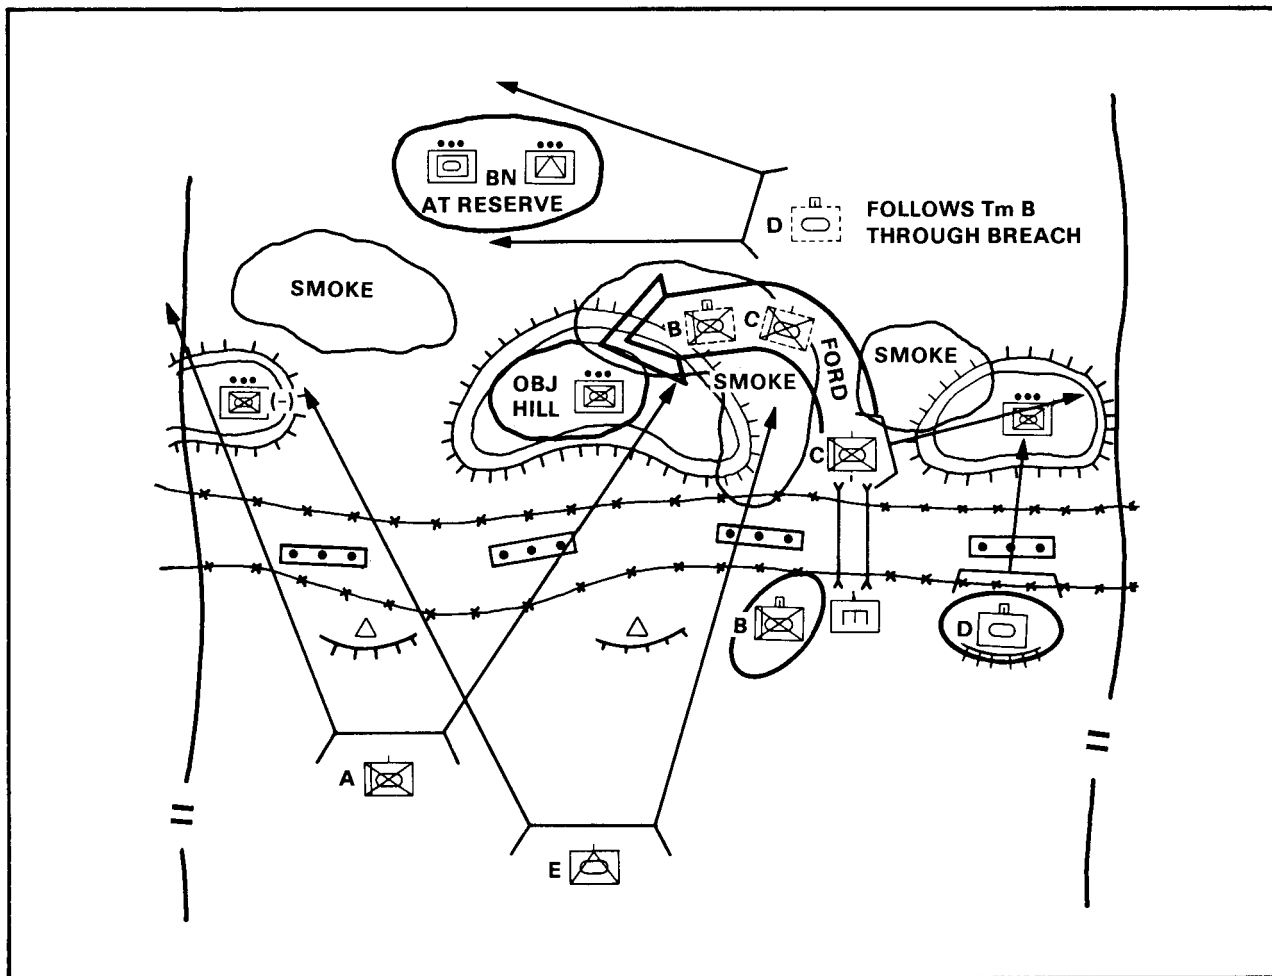 BN
AT RESERVE
D
FOLLOWS Tm B
THROUGH BREACH
SMOKE
B
C
FORD
SMOKE
OBJ
HILL
SMOKE
C
B
E
D
A
E